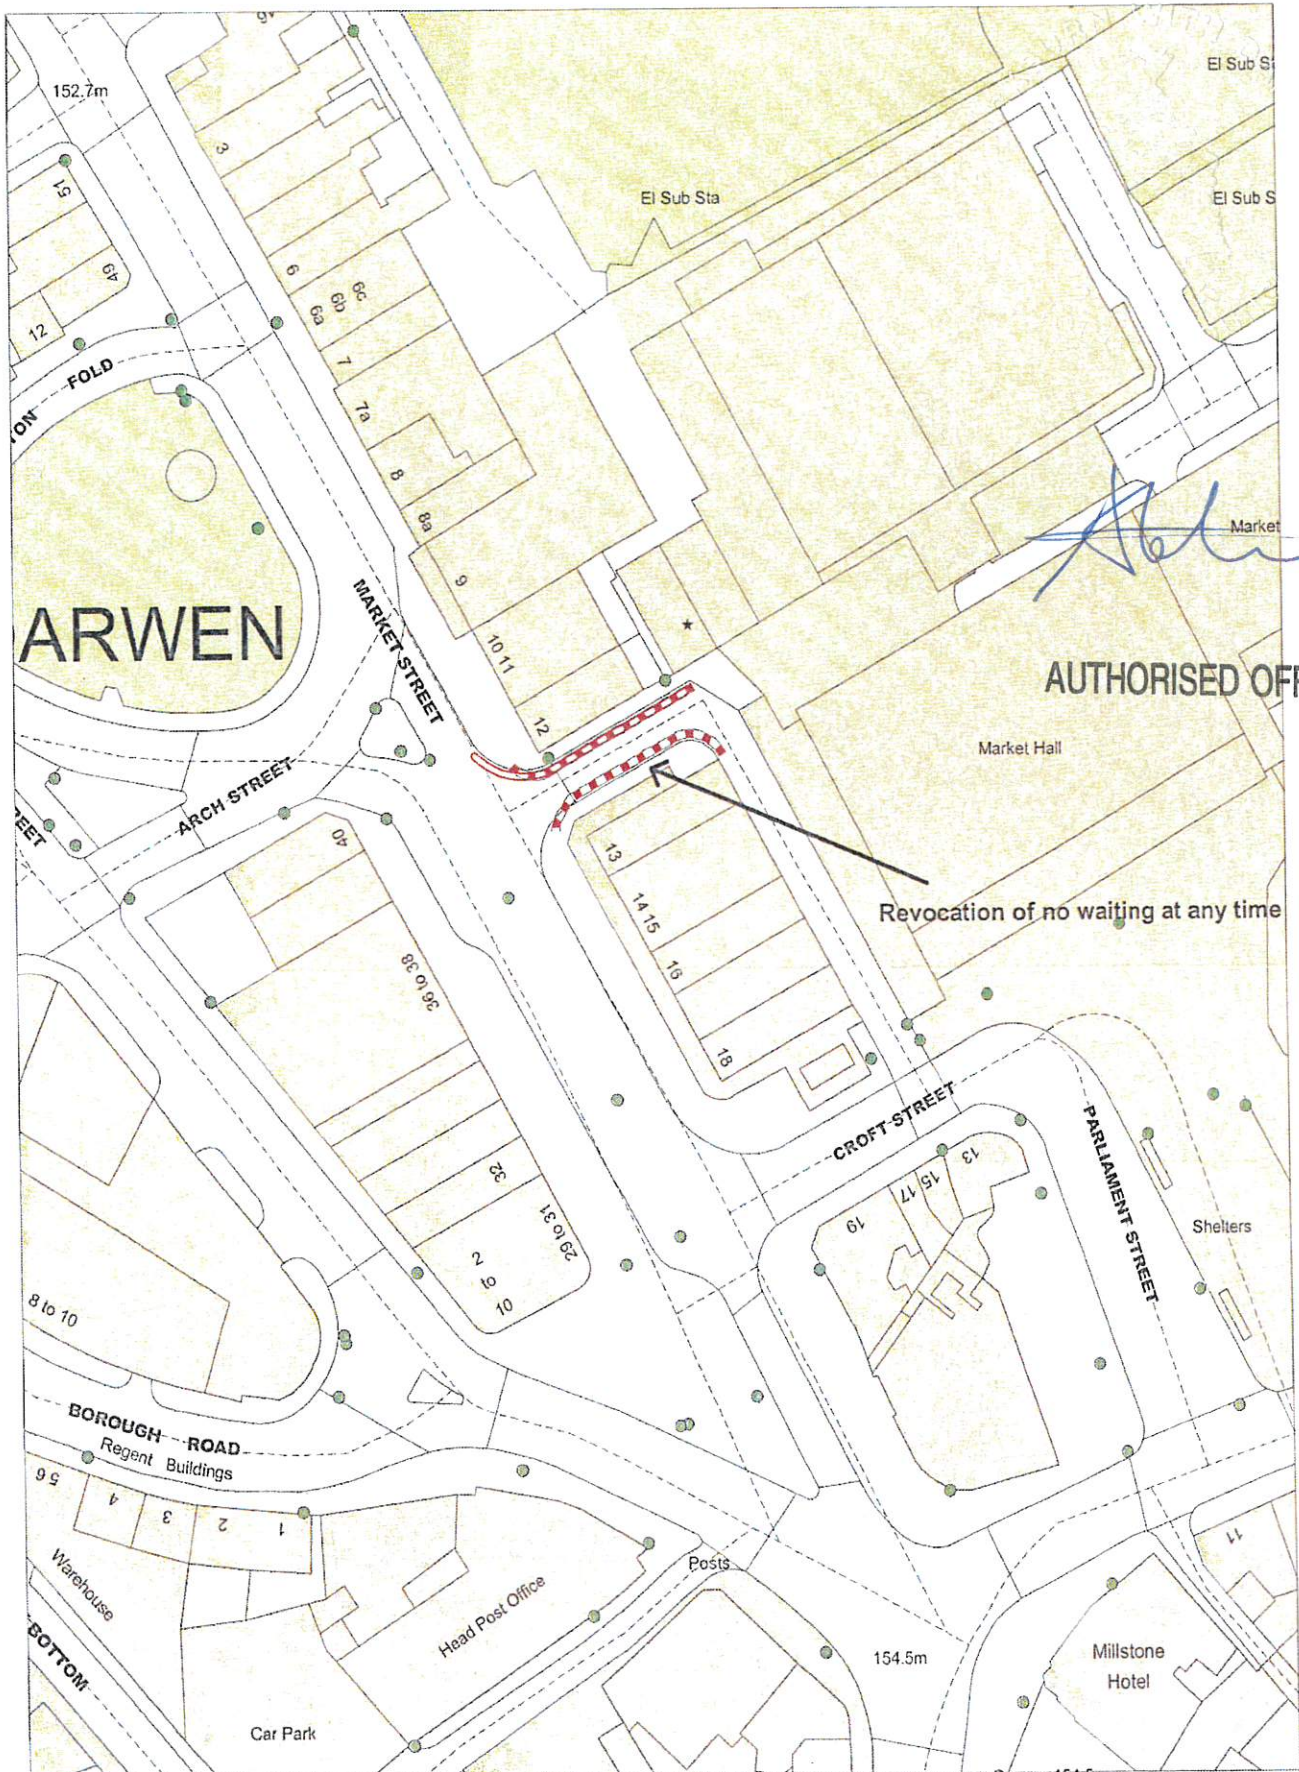 152.7m
El Sub S
51
3
El Sub Sta
El Sub S
49
12
6
6a
6b
6c
FOLD
TON
7
7a
8
8a
Market
9
MARKET STREET
ARWEN
10 11
AUTHORISED OFF
12
Market Hall
ARCH STREET
REET
40
13
14 15
Revocation of no waiting at any time
16
36 to 38
18
CROFT STREET
PARLIAMENT STREET
13
15
17
19
32
29 to 31
Shelters
2
to
10
8 to 10
BOROUGH ROAD
Regent Buildings
5 6
4
3
2
1
11
Warehouse
Posts
Head Post Office
BOTTOM
154.5m
Millstone
Hotel
Car Park